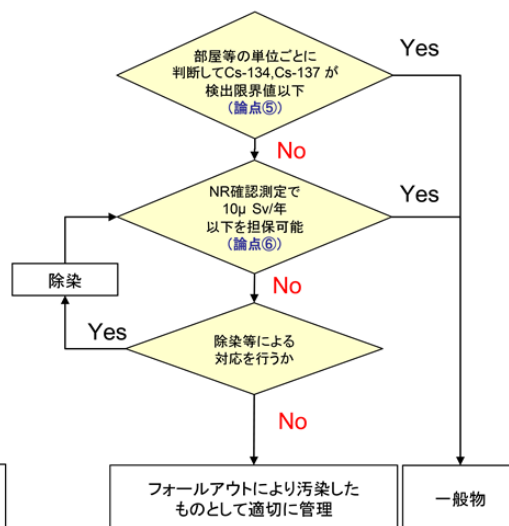 部屋等の単位ごとに
判断してCs-134,Cs-137 が
検出限界値以下
(論点⑤)
Yes
No
NR確認測定で
10μ Sv/年
以下を担保可能
(論点⑥)
Yes
除染
No
Yes
除染等による
対応を行うか
No
フォールアウトにより汚染した
ものとして適切に管理
一般物